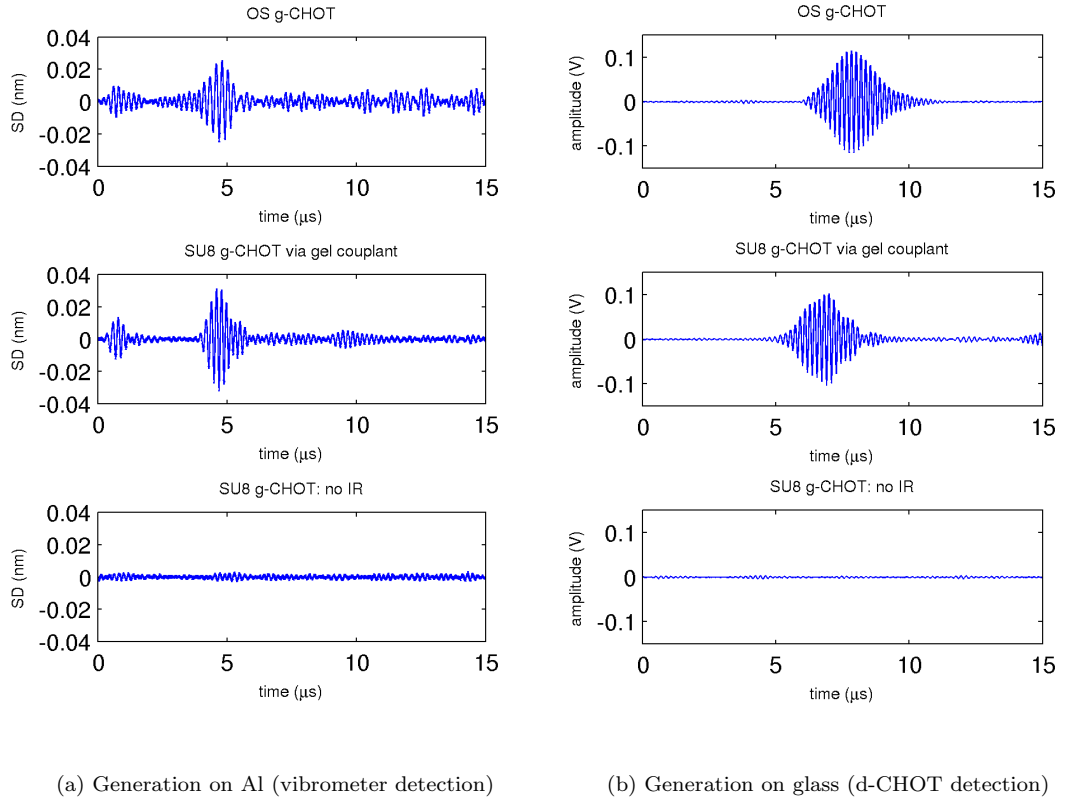 OS g-CHOT
0.04
0.02
0
-0.02
-0.04
SD (nm)
0 5 10 15
time (μs)
SU8 g-CHOT via gel couplant
0.04
0.02
0
-0.02
-0.04
SD (nm)
0 5 10 15
time (μs)
SU8 g-CHOT: no IR
0.04
0.02
0
-0.02
-0.04
SD (nm)
0 5 10 15
time (μs)
(a) Generation on Al (vibrometer detection)
OS g-CHOT
0.1
0
-0.1
amplitude (V)
0 5 10 15
time (μs)
SU8 g-CHOT via gel couplant
0.1
0
-0.1
amplitude (V)
0 5 10 15
time (μs)
SU8 g-CHOT: no IR
0.1
0
-0.1
amplitude (V)
0 5 10 15
time (μs)
(b) Generation on glass (d-CHOT detection)